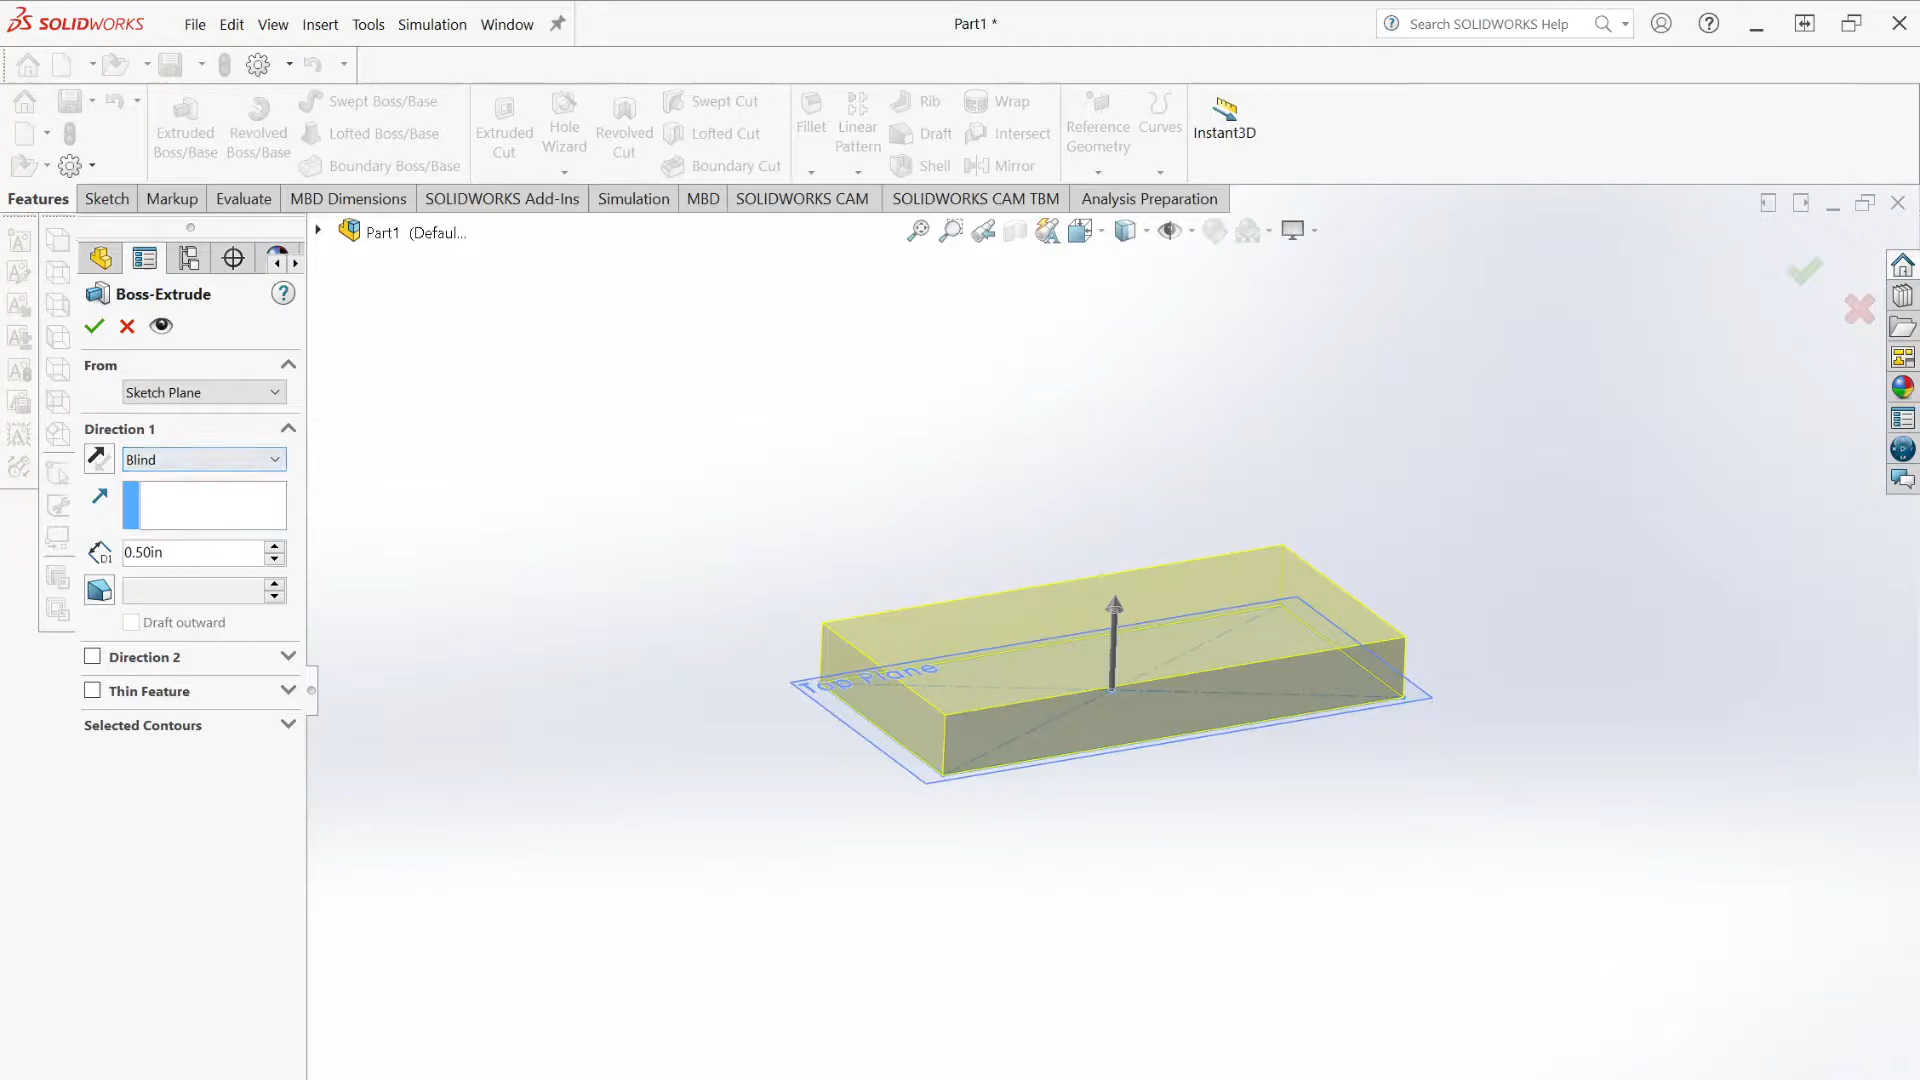 SOLIDWORKS
File Edit View Insert Tools Simulation Window
Part1 *
Search SOLIDWORKS Help
Extruded Boss/Base
Revolved Boss/Base
Swept Boss/Base
Lofted Boss/Base
Boundary Boss/Base
Extruded Cut
Hole Wizard
Revolved Cut
Swept Cut
Lofted Cut
Boundary Cut
Fillet
Linear Pattern
Rib
Draft
Shell
Wrap
Intersect
Mirror
Reference Geometry
Curves
Instant3D
Features Sketch Markup Evaluate MBD Dimensions SOLIDWORKS Add-Ins Simulation MBD SOLIDWORKS CAM SOLIDWORKS CAM TBM Analysis Preparation
Part1 (Defaul...
Boss-Extrude
From
Sketch Plane
Direction 1
Blind
D1
0.50in
Draft outward
Direction 2
Thin Feature
Selected Contours
Top Plane